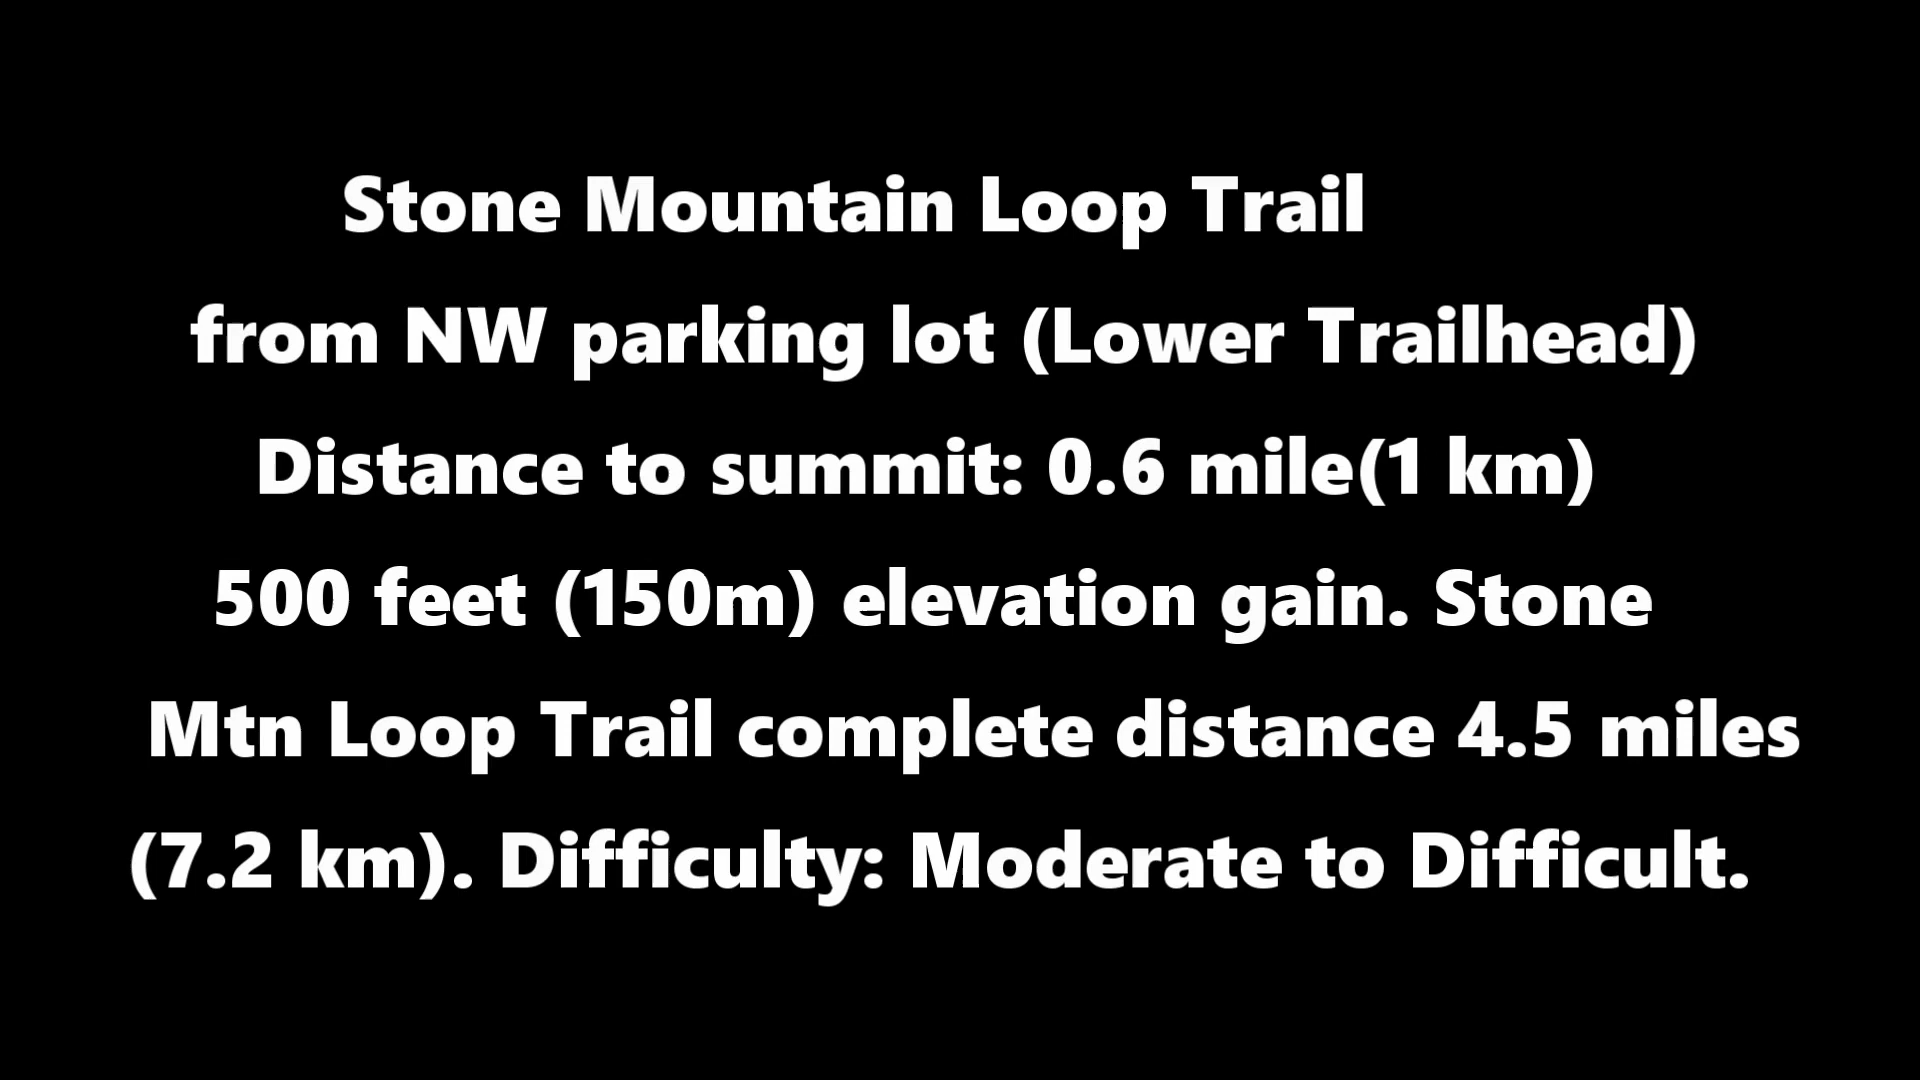 Stone Mountain Loop Trail
from NW parking lot (Lower Trailhead)
Distance to summit: 0.6 mile(1 km)
500 feet (150m) elevation gain. Stone
Mtn Loop Trail complete distance 4.5 miles
(7.2 km). Difficulty: Moderate to Difficult.